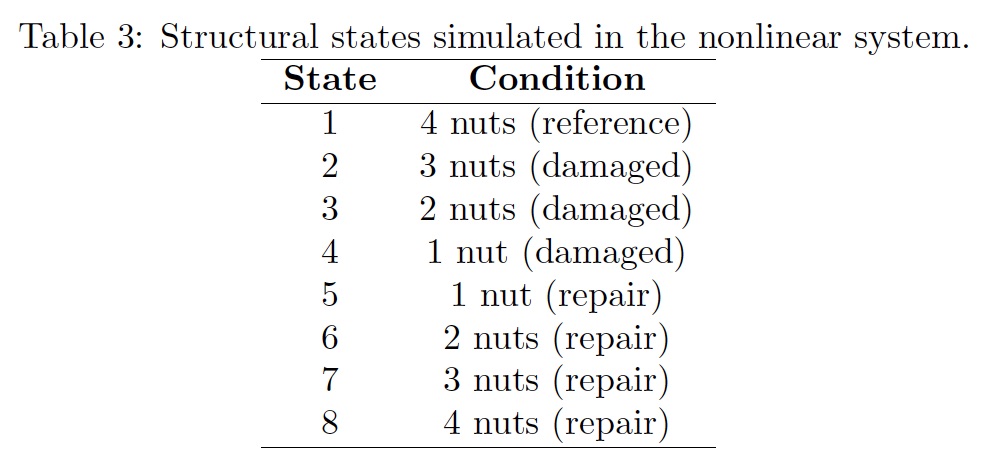 Table 3: Structural states simulated in the nonlinear system.
State Condition
1 4 nuts (reference)
2 3 nuts (damaged)
3 2 nuts (damaged)
4 1 nut (damaged)
5 1 nut (repair)
6 2 nuts (repair)
7 3 nuts (repair)
8 4 nuts (repair)